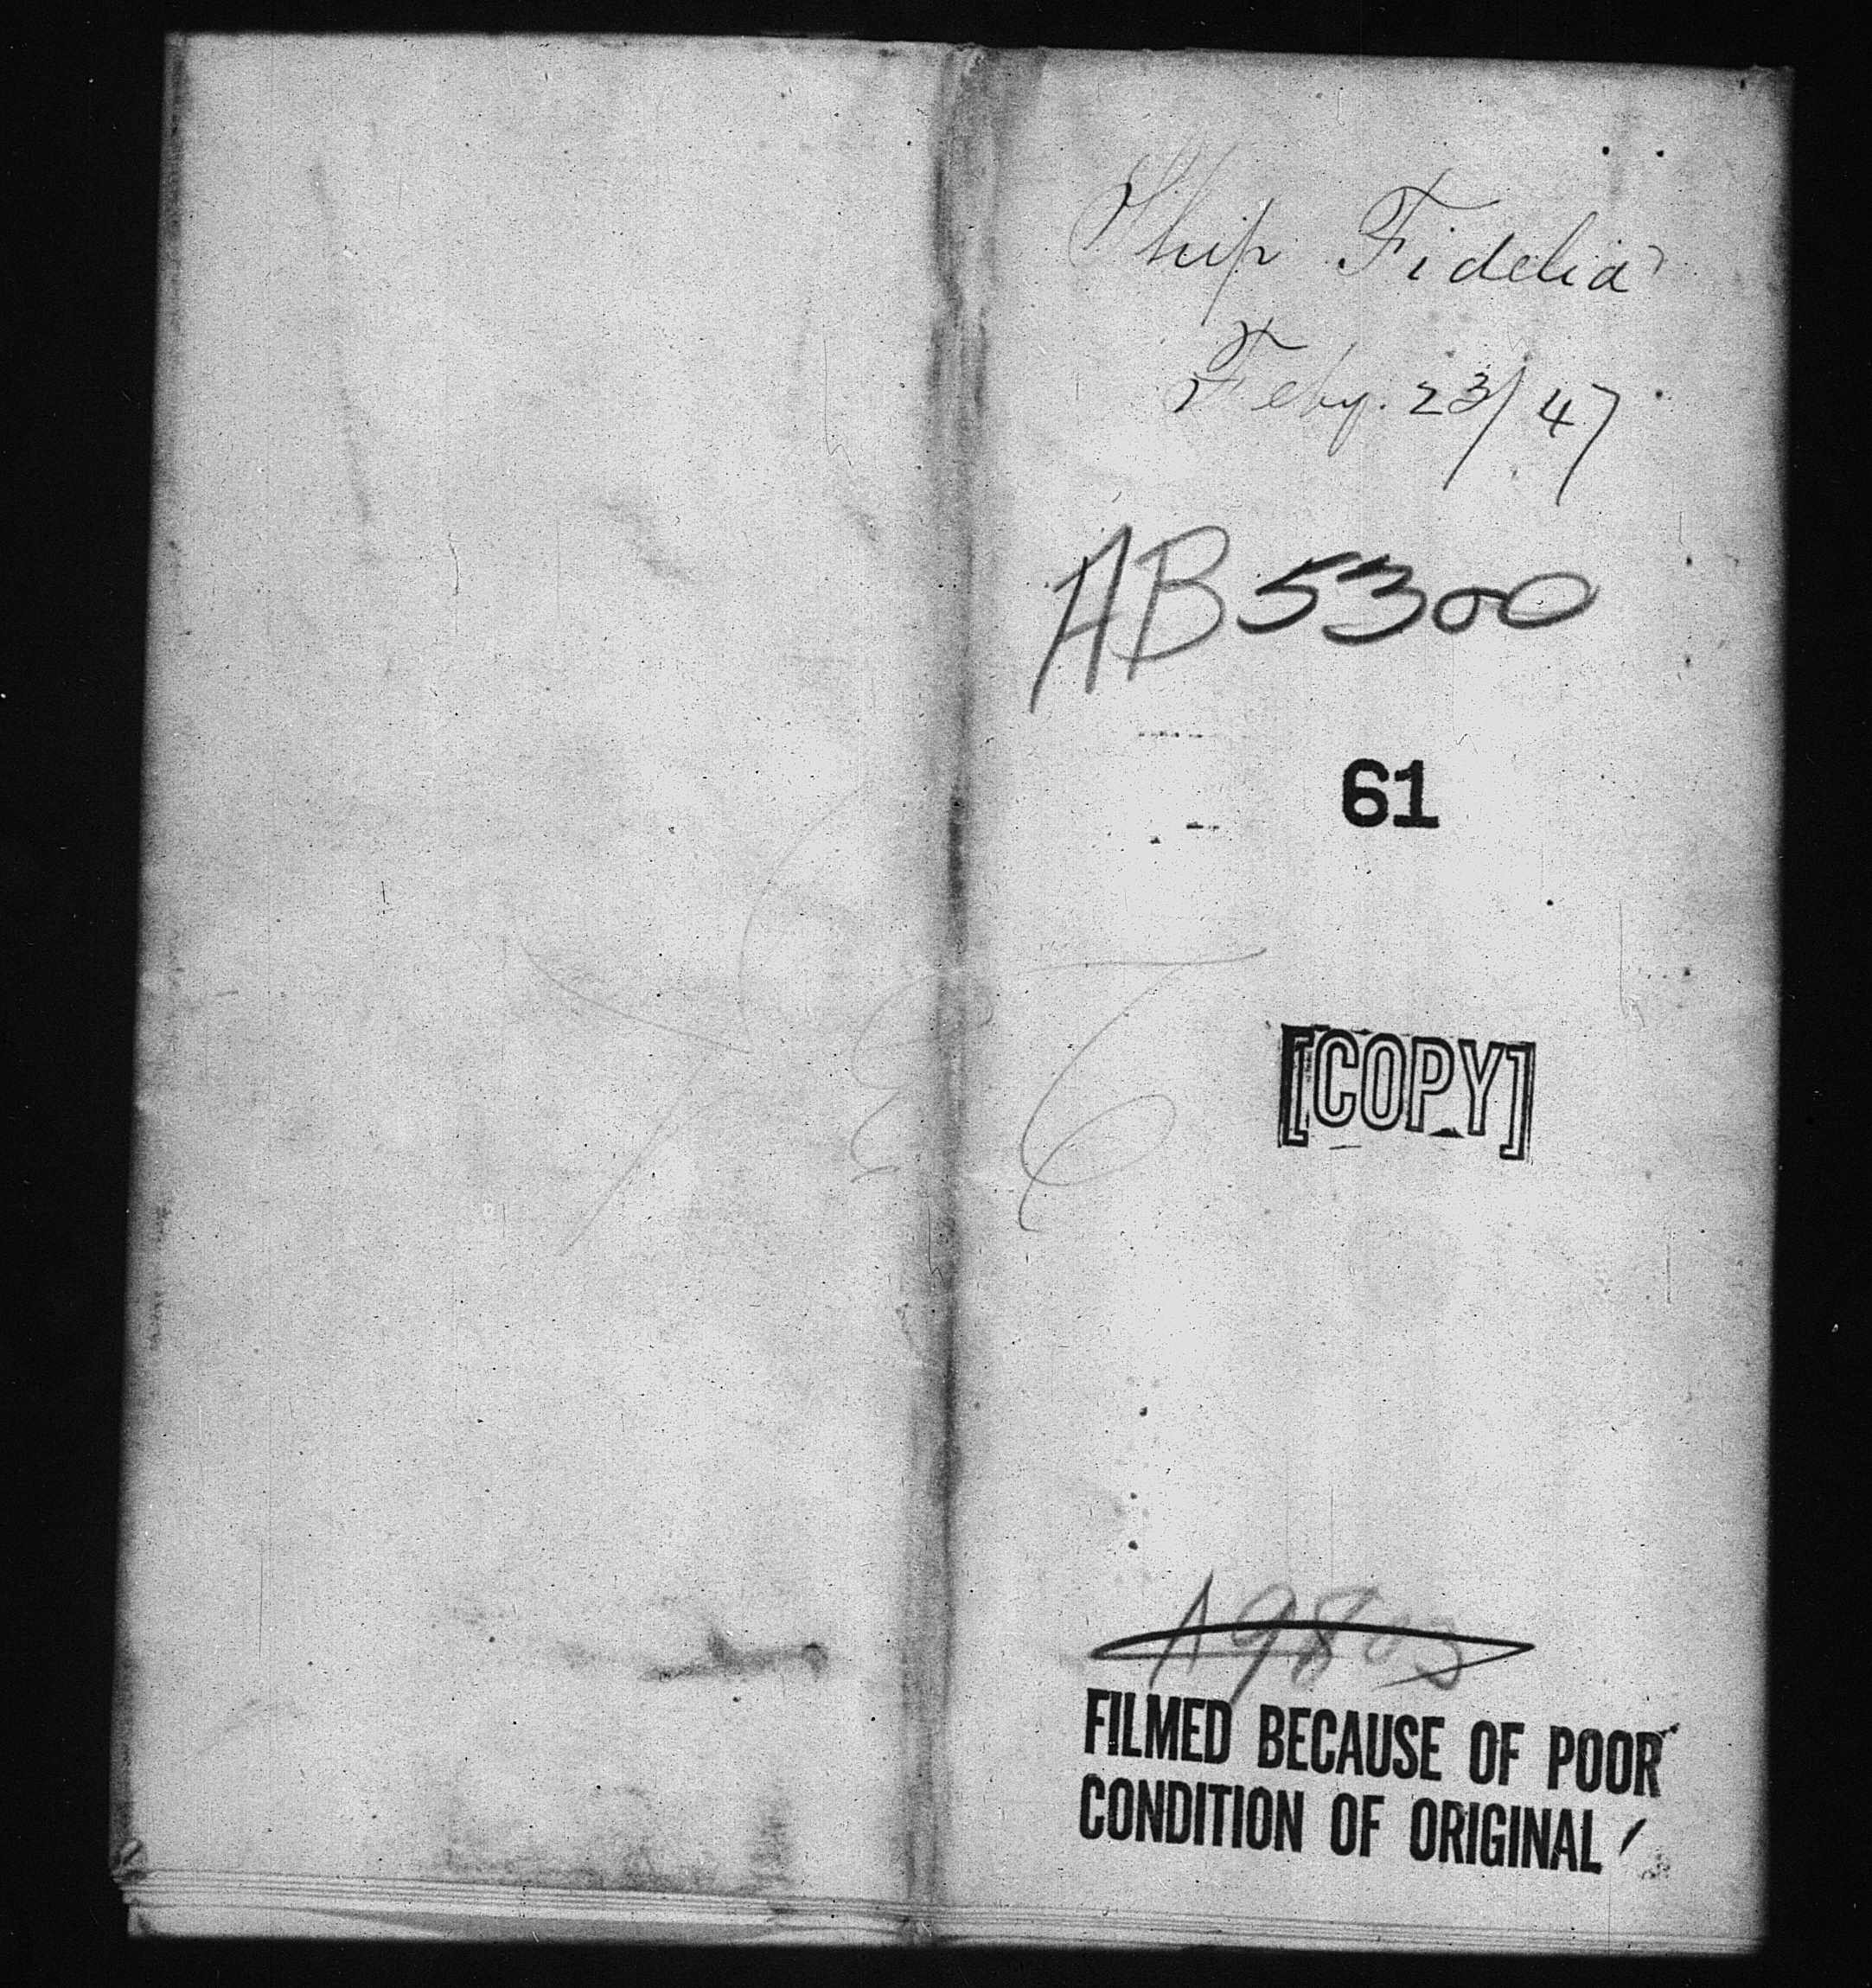 Ship Fidelia
Feby. 23/47
AB5300
61
[COPY]
A9803
FILMED BECAUSE OF POOR
CONDITION OF ORIGINAL